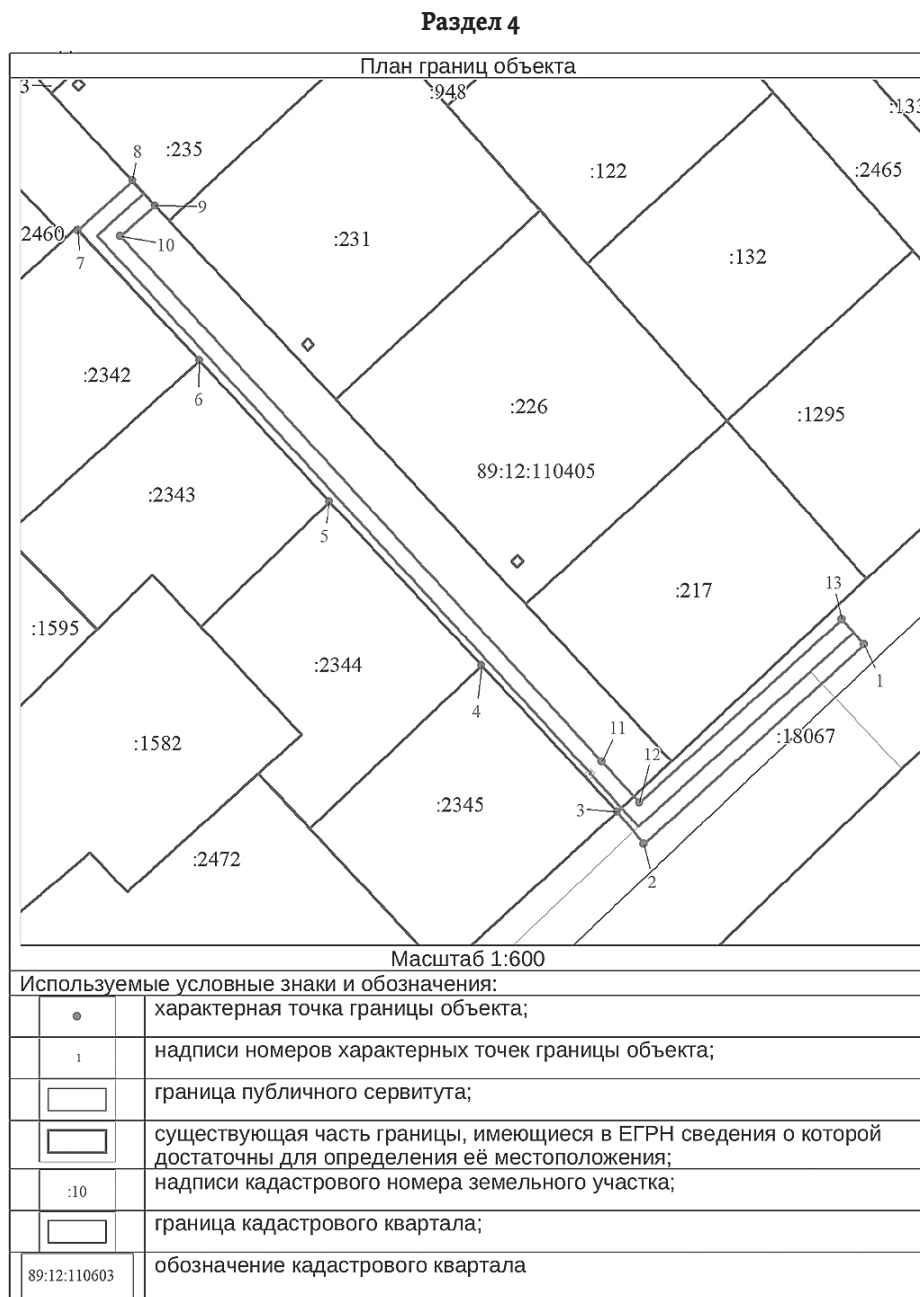 Раздел 4
План границ объекта
3
:948
:133
:235
8
:122
:2465
9
2460
7
10
:231
:132
:2342
6
:226
:1295
89:12:110405
:2343
5
:217
13
:1595
:2344
1
4
:18067
:1582
11
12
:2345
3
:2472
2
Масштаб 1:600
Используемые условные знаки и обозначения:
характерная точка границы объекта;
1 надписи номеров характерных точек границы объекта;
граница публичного сервитута;
существующая часть границы, имеющиеся в ЕГРН сведения о которой
достаточны для определения её местоположения;
:10 надписи кадастрового номера земельного участка;
граница кадастрового квартала;
89:12:110603 обозначение кадастрового квартала